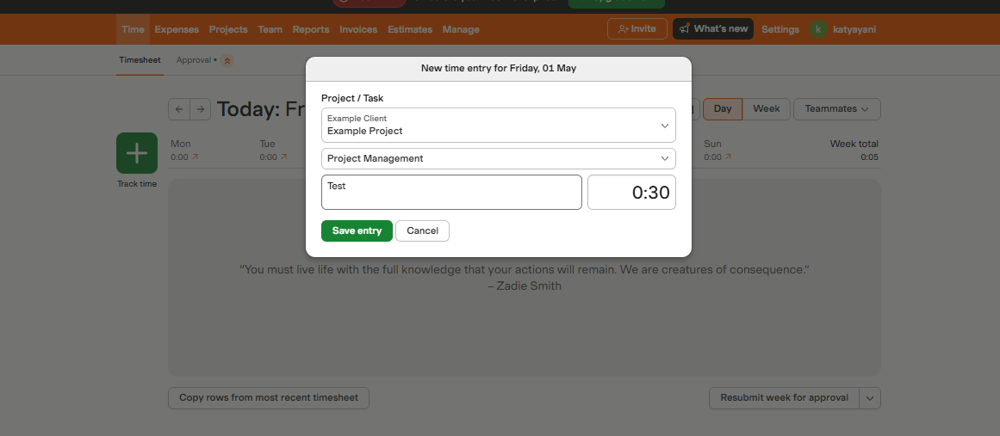 Time Expenses Projects Team Reports Invoices Estimates Manage Invite What's new Settings k katyayani
Timesheet Approval
New time entry for Friday, 01 May
Project / Task
Example Client
Example Project
Project Management
Test 0:30
Save entry Cancel
Today: Fr Day Week Teammates
Mon Tue Sun Week total
0:00 0:00 0:00 0:05
Track time
“You must live life with the full knowledge that your actions will remain. We are creatures of consequence.”
– Zadie Smith
Copy rows from most recent timesheet Resubmit week for approval